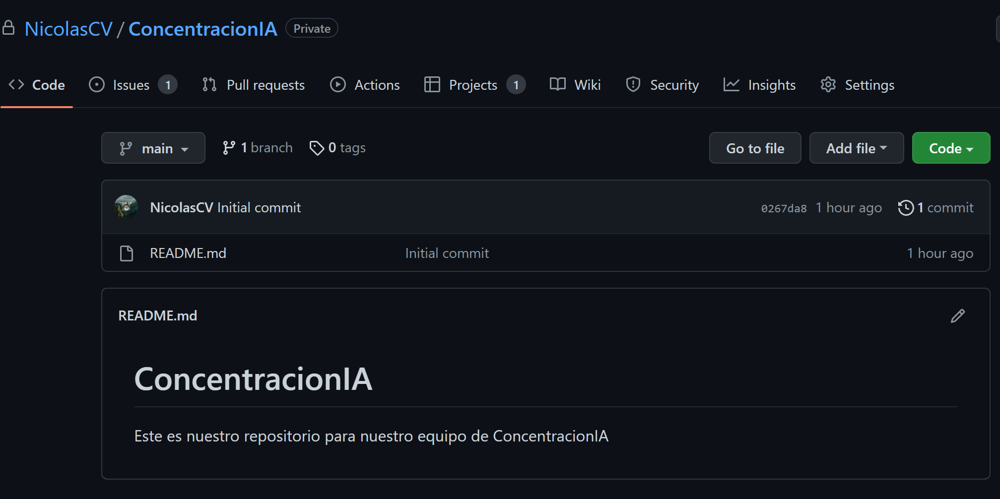 NicolasCV / ConcentracionIA Private
Code Issues 1 Pull requests Actions Projects 1 Wiki Security Insights Settings
main 1 branch 0 tags Go to file Add file Code
NicolasCV Initial commit 0267da8 1 hour ago 1 commit
README.md Initial commit 1 hour ago
README.md
ConcentracionIA
Este es nuestro repositorio para nuestro equipo de ConcentracionIA